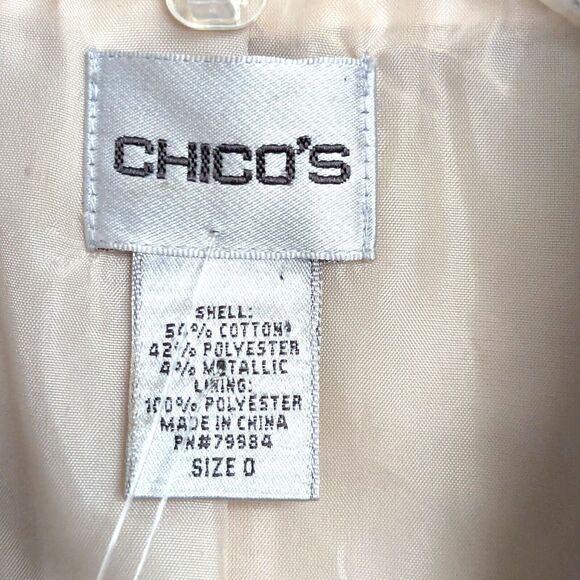 CHICO'S
SHELL:
54% COTTON
42% POLYESTER
4% METALLIC
LINING:
100% POLYESTER
MADE IN CHINA
PN#79984
SIZE 0